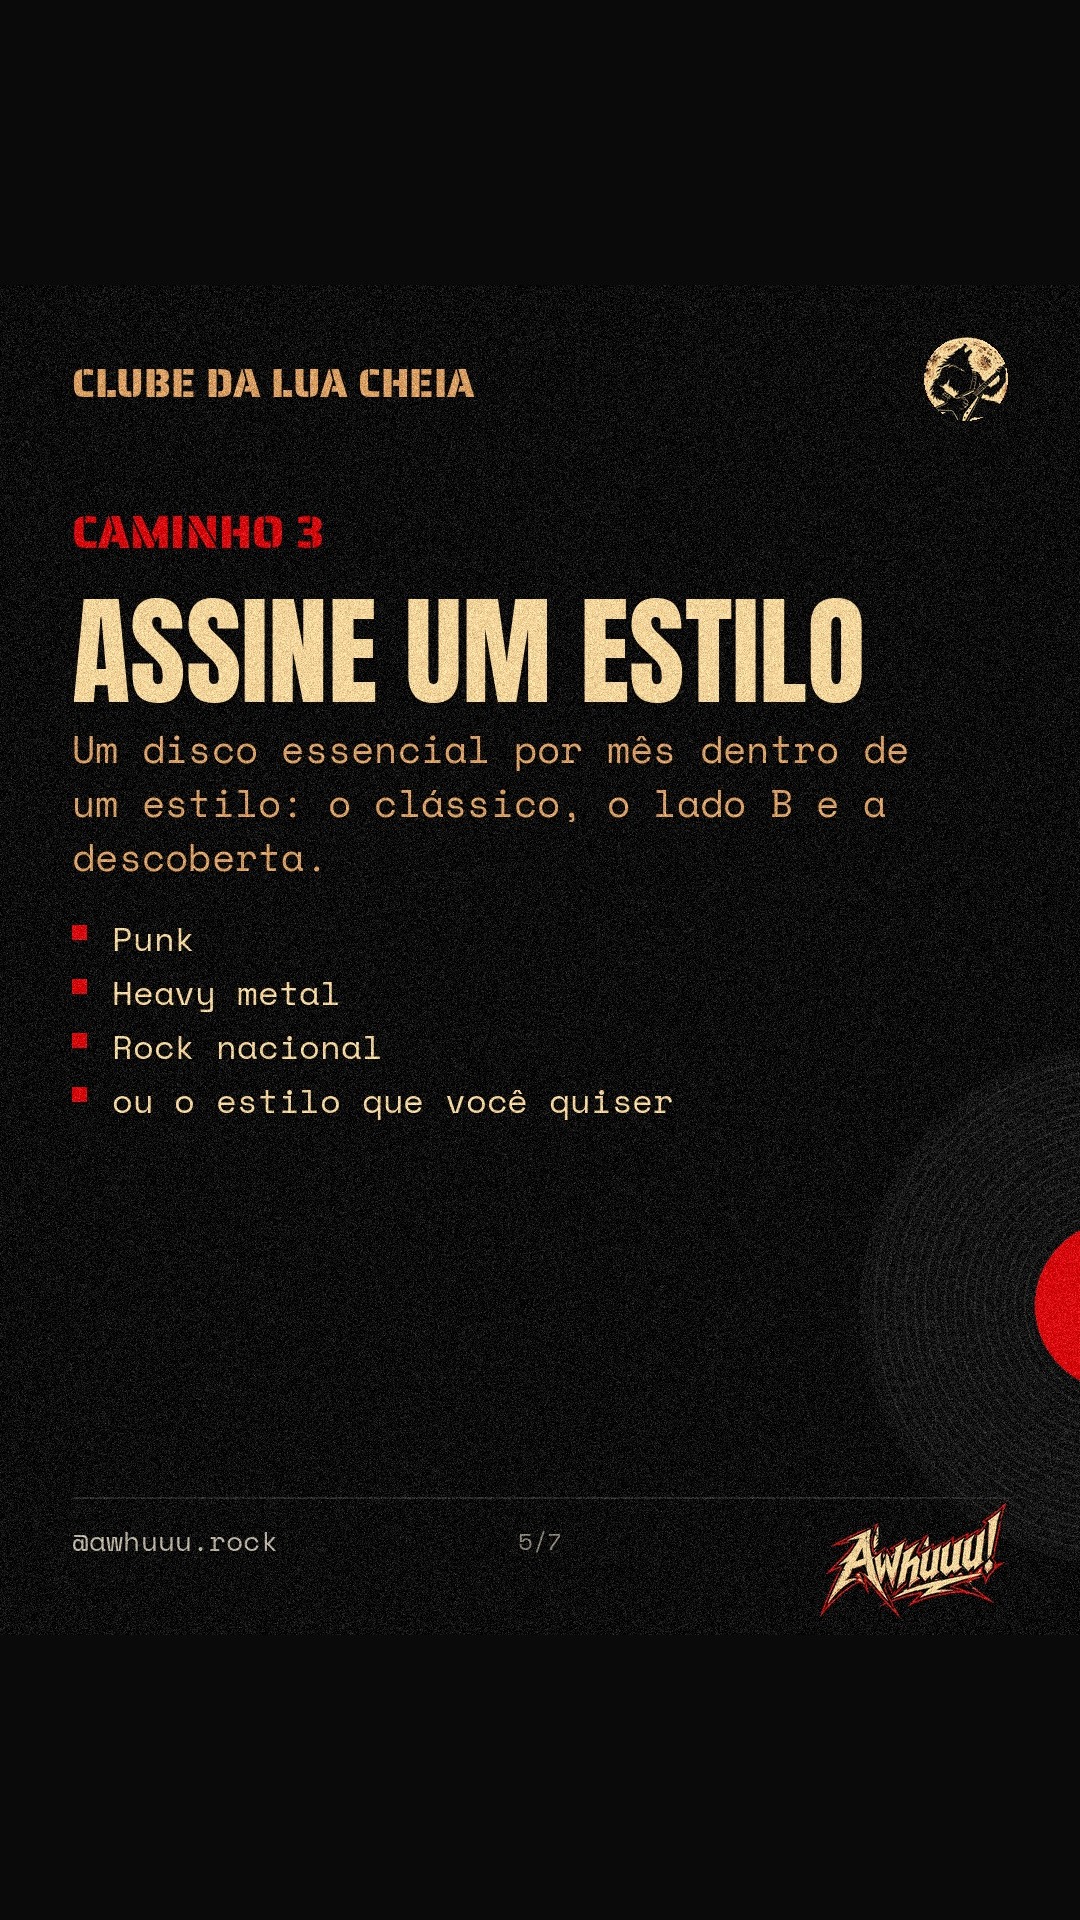 CLUBE DA LUA CHEIA
CAMINHO 3
ASSINE UM ESTILO
Um disco essencial por mês dentro de
um estilo: o clássico, o lado B e a
descoberta.
Punk
Heavy metal
Rock nacional
ou o estilo que você quiser
@awhuuu.rock
5/7
Awhuuu!